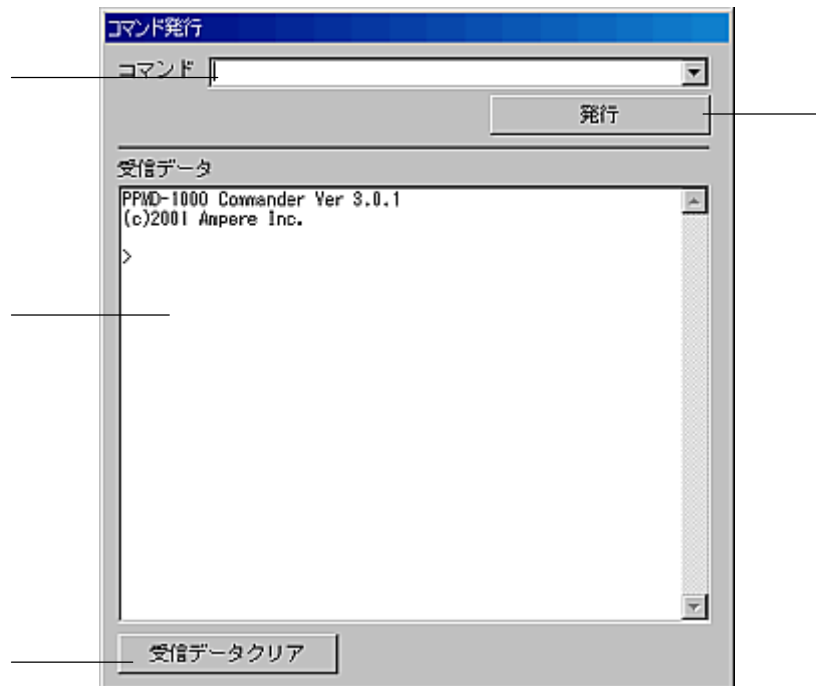 コマンド発行
コマンド
発行
受信データ
PPMD-1000 Commander Ver 3.0.1
(c)2001 Ampere Inc.
>
受信データクリア